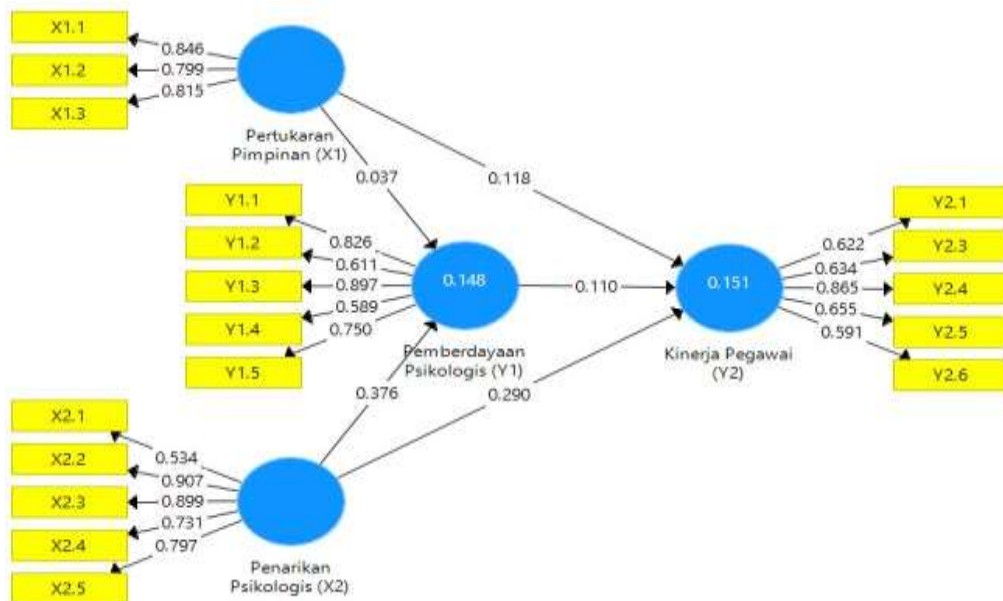 X1.1
X1.2
X1.3
0.846
0.799
0.815
Pertukaran
Pimpinan (X1)
0.037
0.118
Y1.1
Y1.2
Y1.3
Y1.4
Y1.5
0.826
0.611
0.897
0.589
0.750
0.148
Pemberdayaan
Psikologis (Y1)
0.110
0.151
Kinerja Pegawai
(Y2)
0.622
0.634
0.865
0.655
0.591
Y2.1
Y2.3
Y2.4
Y2.5
Y2.6
0.376
0.290
X2.1
X2.2
X2.3
X2.4
X2.5
0.534
0.907
0.899
0.731
0.797
Penarikan
Psikologis (X2)